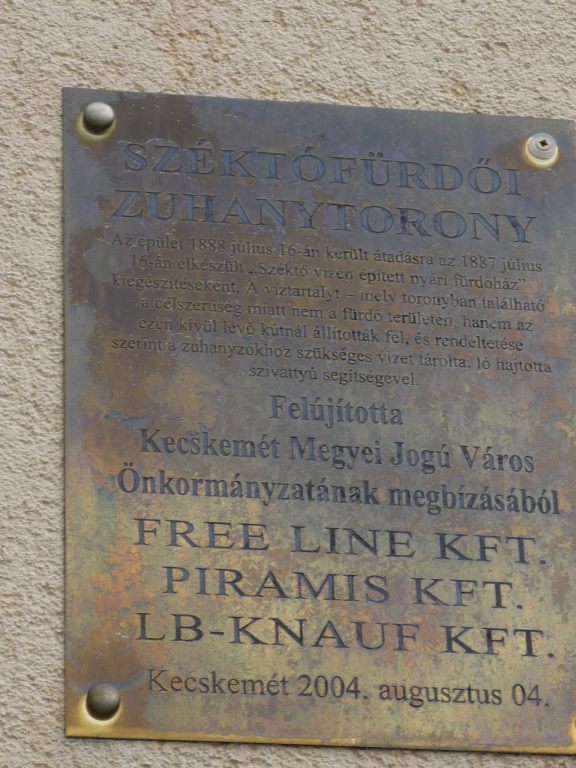 SZÉKTÓFÜRDŐI
ZUHANYTORONY
Az épület 1888 július 16-án került átadásra az 1887 július
16-án elkészült „Széktó vizén épített nyári fürdőház”
kiegészítéseként. A víztartályt – mely toronyban található
– a célszerűség miatt nem a fürdő területén, hanem az
ezen kívül lévő kútnál állították fel, és rendeltetése
szerint a zuhanyzókhoz szükséges vizet tárolta, ló hajtotta
szivattyú segítségével.
Felújította
Kecskemét Megyei Jogú Város
Önkormányzatának megbízásából
FREE LINE KFT.
PIRAMIS KFT.
LB-KNAUF KFT.
Kecskemét 2004. augusztus 04.